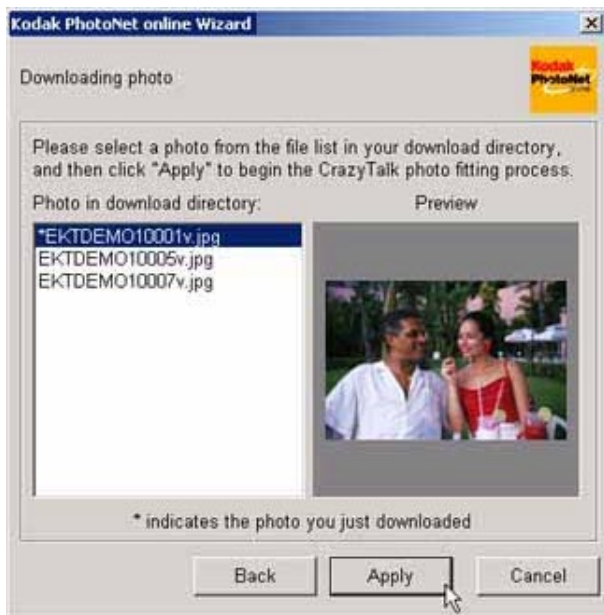 Kodak PhotoNet online Wizard
Downloading photo
Kodak
PhotoNet
online
Please select a photo from the file list in your download directory,
and then click "Apply" to begin the CrazyTalk photo fitting process.
Photo in download directory:
Preview
*EKTDEMO10001v.jpg
EKTDEMO10005v.jpg
EKTDEMO10007v.jpg
* indicates the photo you just downloaded
Back
Apply
Cancel